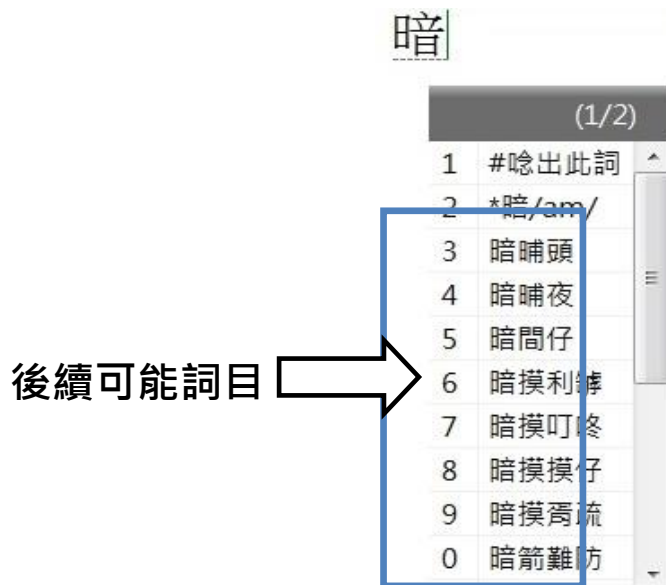 暗
(1/2)
1 #唸出此詞
2 *暗/am/
3 暗晡頭
4 暗晡夜
5 暗間仔
後續可能詞目
6 暗摸利罅
7 暗摸叮咚
8 暗摸摸仔
9 暗摸胥疏
0 暗箭難防